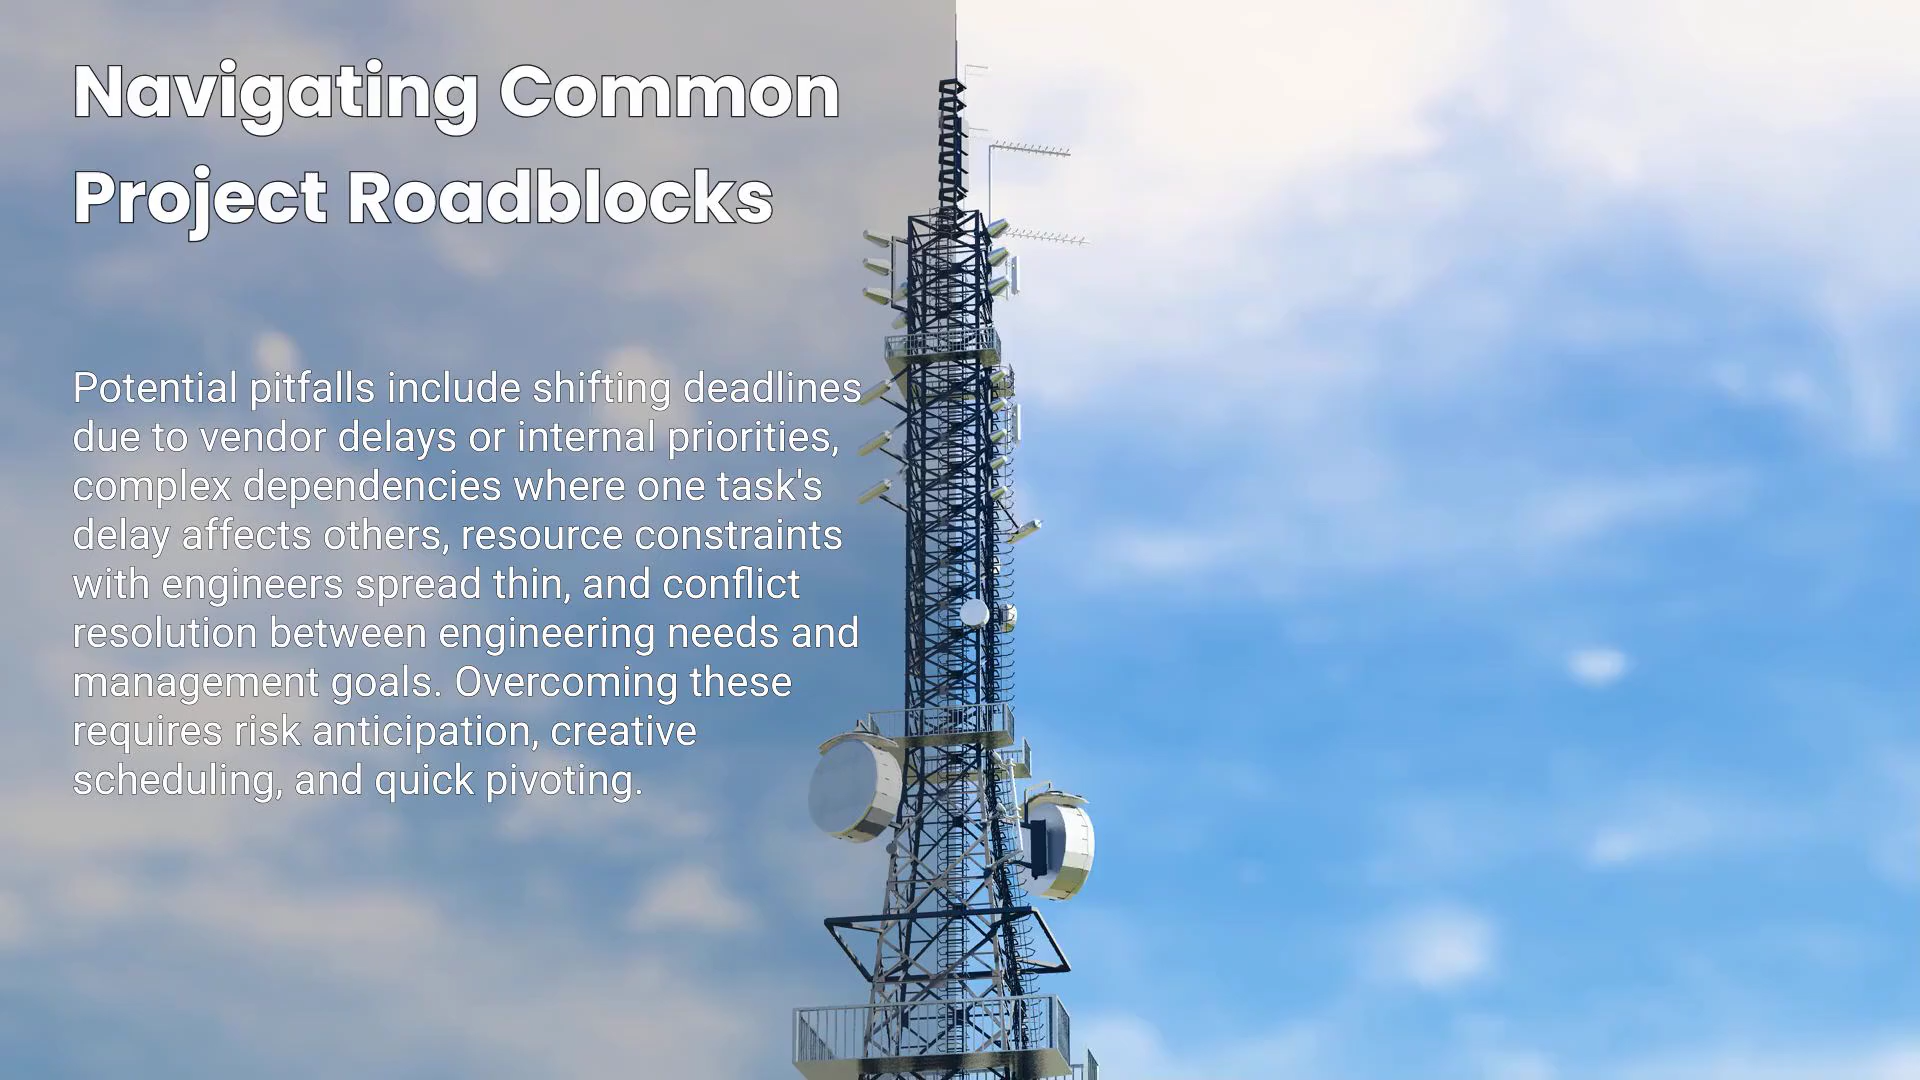 Navigating Common
Project Roadblocks
Potential pitfalls include shifting deadlines
due to vendor delays or internal priorities,
complex dependencies where one task's
delay affects others, resource constraints
with engineers spread thin, and conflict
resolution between engineering needs and
management goals. Overcoming these
requires risk anticipation, creative
scheduling, and quick pivoting.